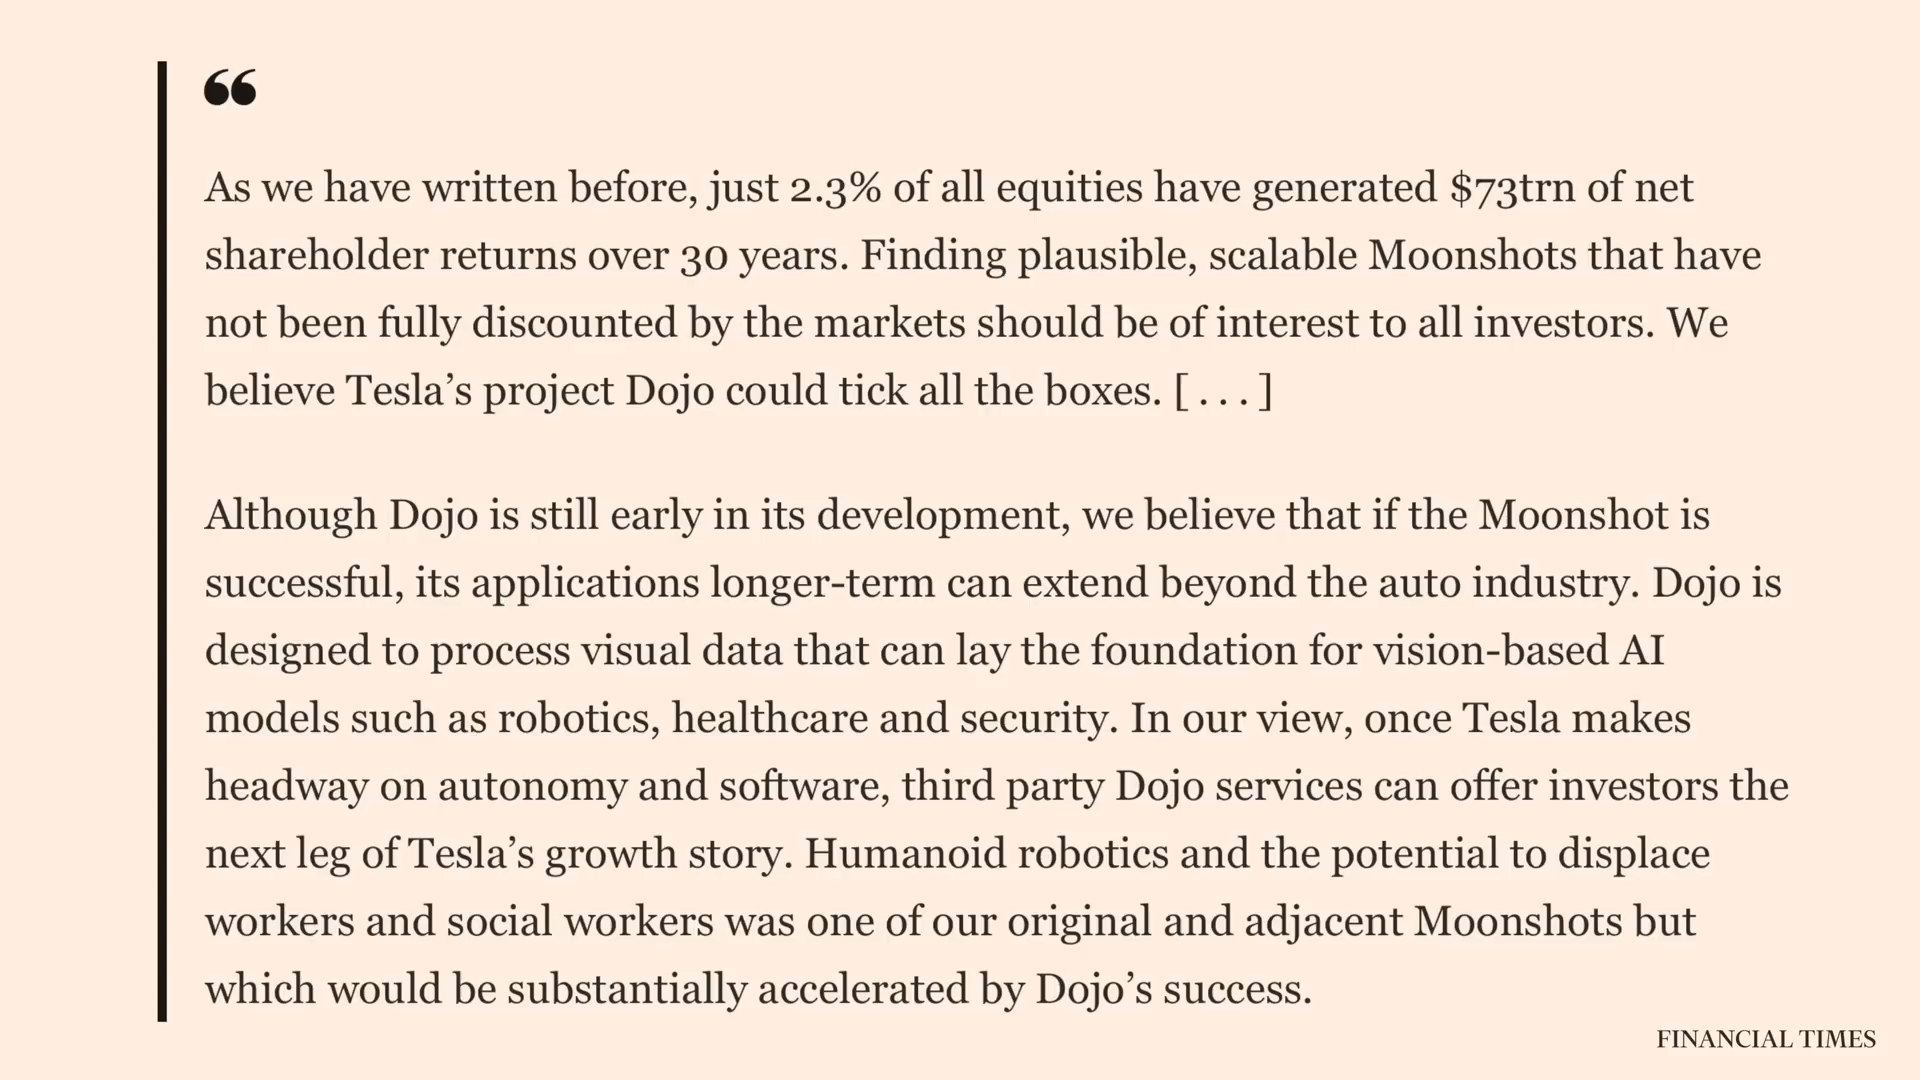 “
As we have written before, just 2.3% of all equities have generated $73trn of net
shareholder returns over 30 years. Finding plausible, scalable Moonshots that have
not been fully discounted by the markets should be of interest to all investors. We
believe Tesla’s project Dojo could tick all the boxes. [ . . . ]
Although Dojo is still early in its development, we believe that if the Moonshot is
successful, its applications longer-term can extend beyond the auto industry. Dojo is
designed to process visual data that can lay the foundation for vision-based AI
models such as robotics, healthcare and security. In our view, once Tesla makes
headway on autonomy and software, third party Dojo services can offer investors the
next leg of Tesla’s growth story. Humanoid robotics and the potential to displace
workers and social workers was one of our original and adjacent Moonshots but
which would be substantially accelerated by Dojo’s success.
FINANCIAL TIMES